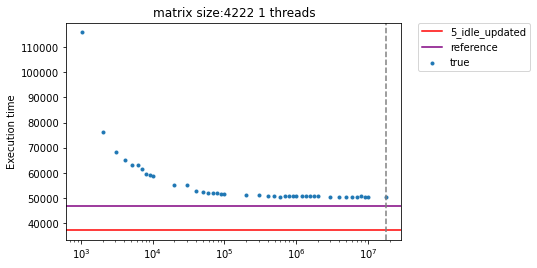 matrix size:4222 1 threads
Execution time
110000
100000
90000
80000
70000
60000
50000
40000
10³
10⁴
10⁵
10⁶
10⁷
5_idle_updated
reference
true